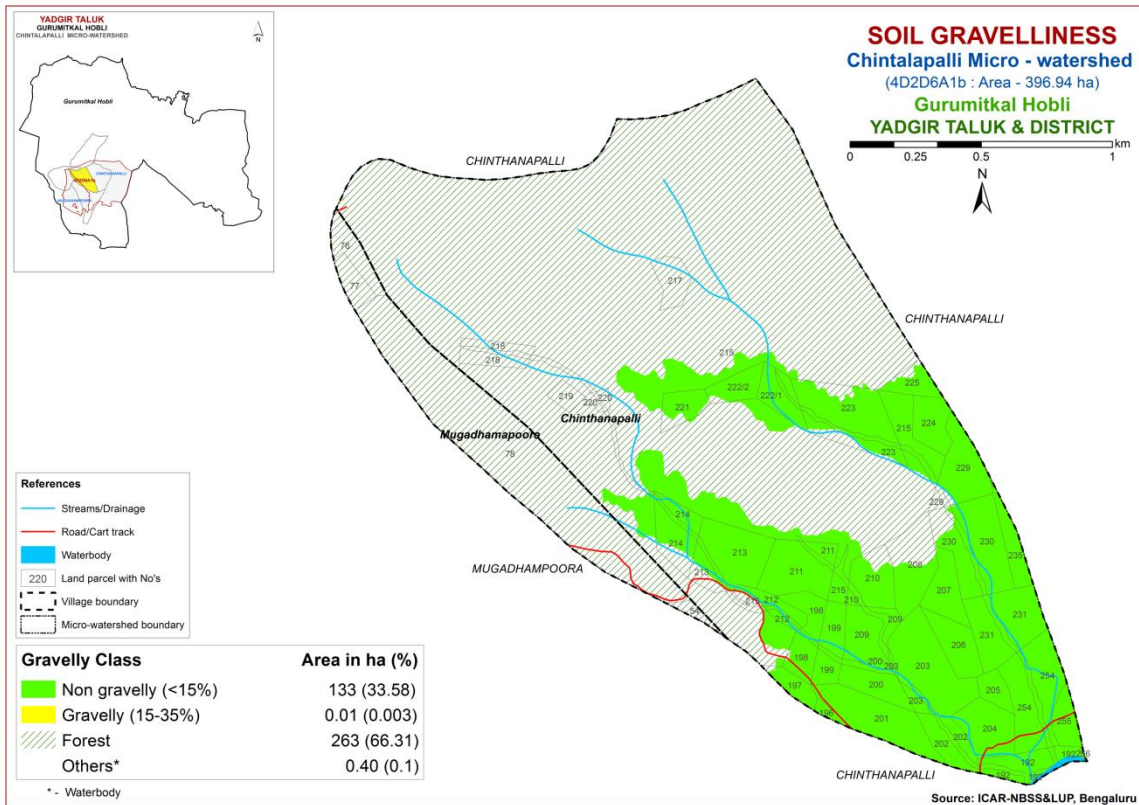 YADGIR TALUK
GURUMITKAL HOBLI
CHINTALAPALLI MICRO-WATERSHED
N
Gurumitkal Hobli
CHINTHANAPALLI
SOIL GRAVELLINESS
Chintalapalli Micro - watershed
(4D2D6A1b : Area - 396.94 ha)
Gurumitkal Hobli
YADGIR TALUK & DISTRICT
km
0 0.25 0.5 1
N
CHINTHANAPALLI
76
77
217
CHINTHANAPALLI
218
218
215
225
219
220
220
221
222/2
222/1
223
215
224
Chinthanapalli
Mugadhamapoora
78
223
229
229
214
214
213
211
230
230
235
MUGADHAMPOORA
213
211
210
208
207
215
210
54
215
212
212
198
199
209
209
231
231
206
198
199
200
203
203
254
197
200
205
196
201
203
204
254
255
202
202
192
192
256
192
192
CHINTHANAPALLI
References
Streams/Drainage
Road/Cart track
Waterbody
220 Land parcel with No's
Village boundary
Micro-watershed boundary
Gravelly Class Area in ha (%)
Non gravelly (<15%) 133 (33.58)
Gravelly (15-35%) 0.01 (0.003)
Forest 263 (66.31)
Others* 0.40 (0.1)
* - Waterbody
Source: ICAR-NBSS&LUP, Bengaluru